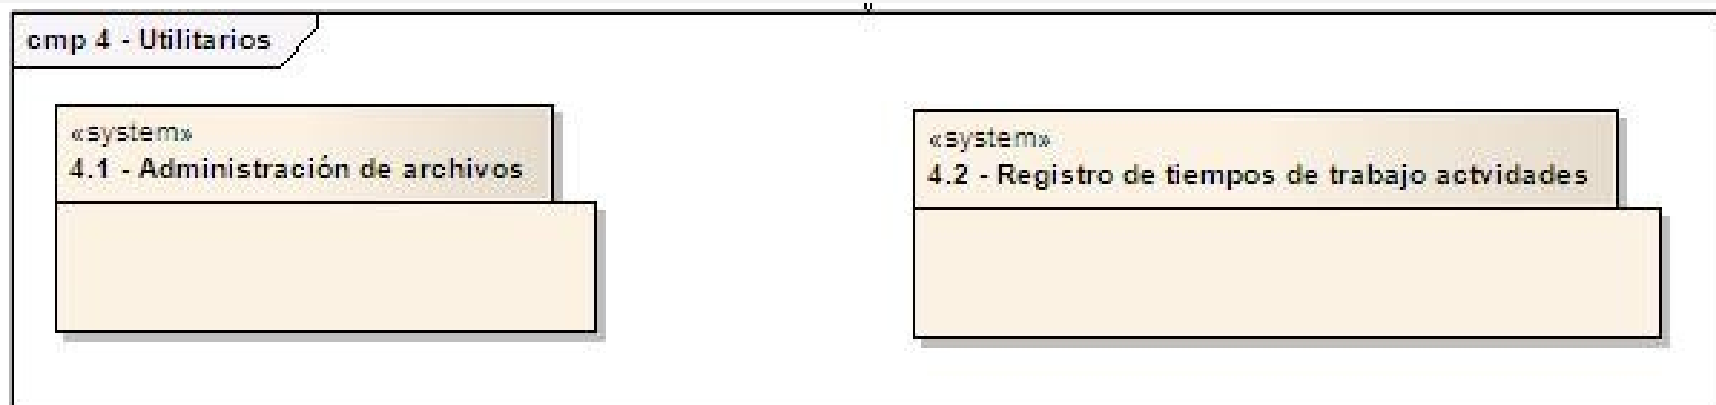 cmp 4 - Utilitarios
«system»
4.1 - Administración de archivos
«system»
4.2 - Registro de tiempos de trabajo actvidades